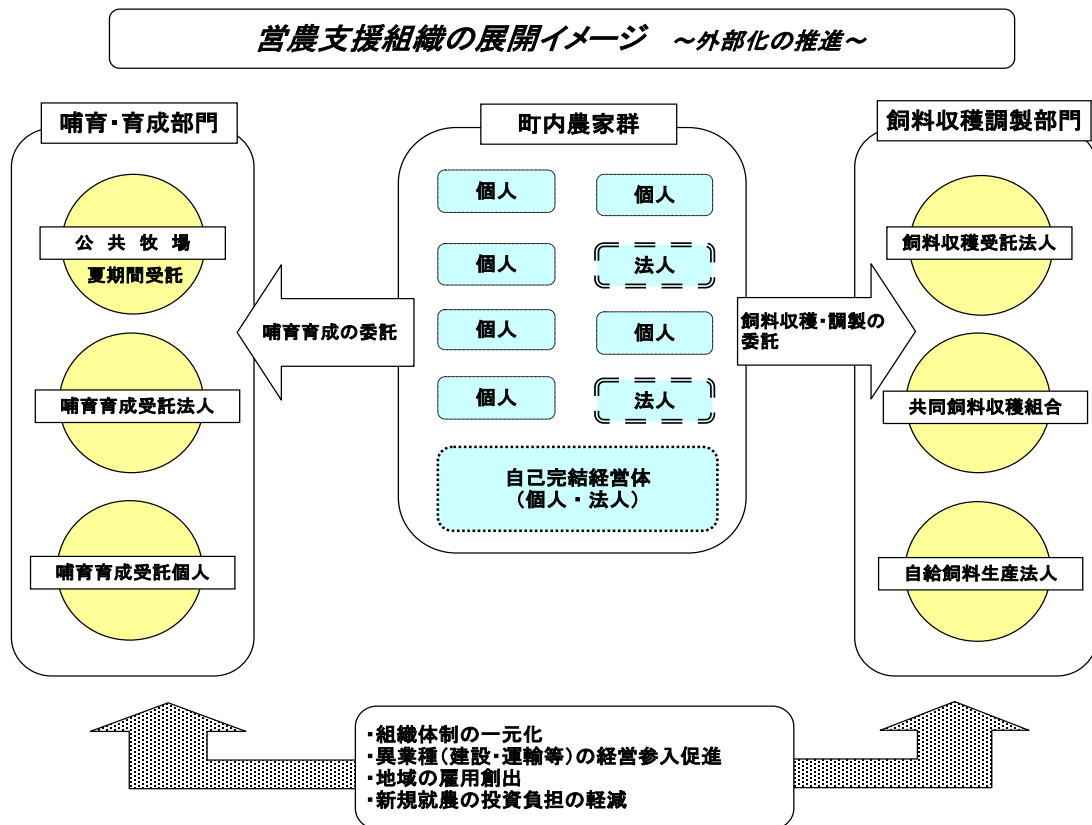 営農支援組織の展開イメージ ～外部化の推進～
哺育・育成部門
公共牧場
夏期間受託
哺育育成受託法人
哺育育成受託個人
哺育育成の委託
町内農家群
個人
個人
個人
法人
個人
個人
個人
法人
自己完結経営体
（個人・法人）
飼料収穫・調製の
委託
飼料収穫調製部門
飼料収穫受託法人
共同飼料収穫組合
自給飼料生産法人
・組織体制の一元化
・異業種（建設・運輸等）の経営参入促進
・地域の雇用創出
・新規就農の投資負担の軽減